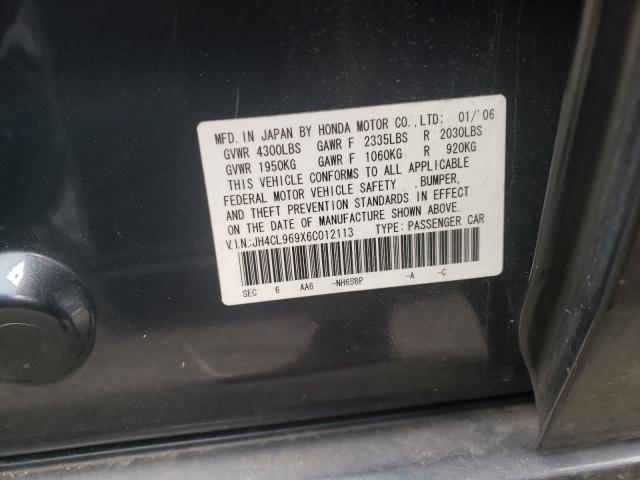 MFD. IN JAPAN BY HONDA MOTOR CO., LTD: 01/'06
GVWR 4300LBS GAWR F 2335LBS R 2030LBS
GVWR 1950KG GAWR F 1060KG R 920KG
THIS VEHICLE CONFORMS TO ALL APPLICABLE
FEDERAL MOTOR VEHICLE SAFETY ,BUMPER,
AND THEFT PREVENTION STANDARDS IN EFFECT
ON THE DATE OF MANUFACTURE SHOWN ABOVE.
V.I.N.:JH4CL969X6C012113 TYPE: PASSENGER CAR
SEC 6 AA6 -NH658P -A -C